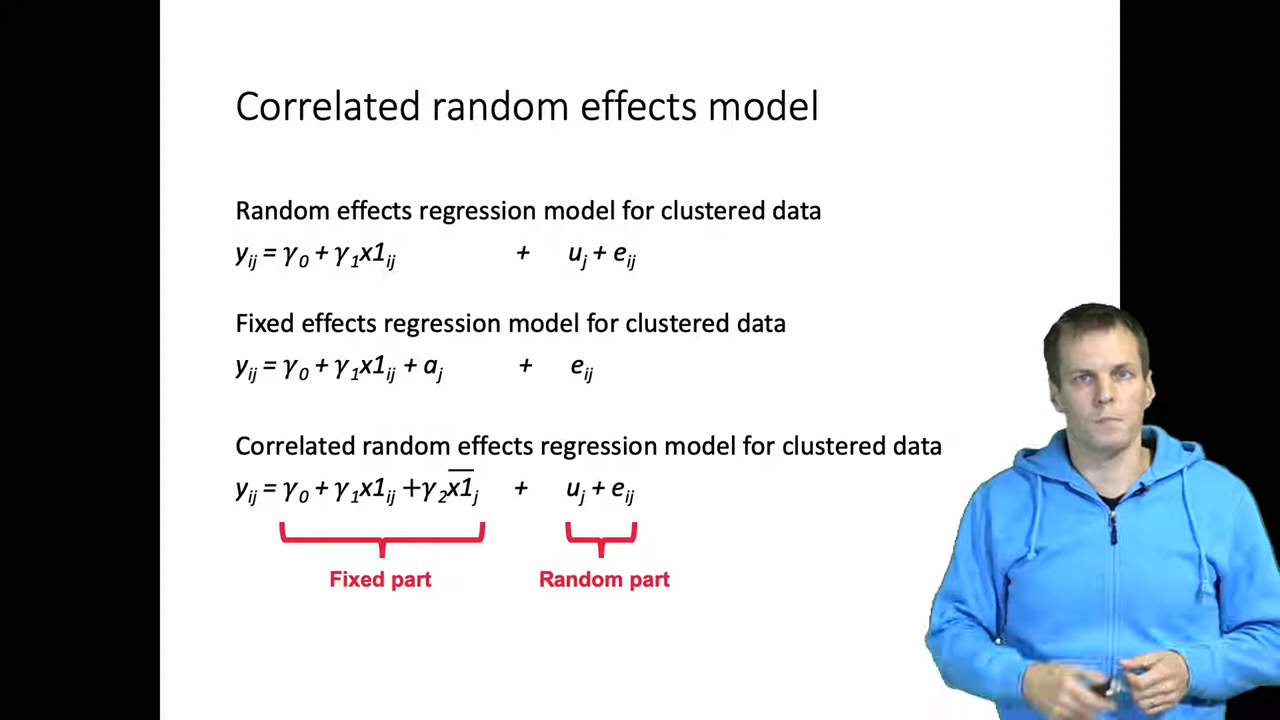 Correlated random effects model
Random effects regression model for clustered data
yᵢⱼ = γ₀ + γ₁x1ᵢⱼ + uⱼ + eᵢⱼ
Fixed effects regression model for clustered data
yᵢⱼ = γ₀ + γ₁x1ᵢⱼ + aⱼ + eᵢⱼ
Correlated random effects regression model for clustered data
yᵢⱼ = γ₀ + γ₁x1ᵢⱼ +γ₂x̅1̅ⱼ + uⱼ + eᵢⱼ
Fixed part Random part